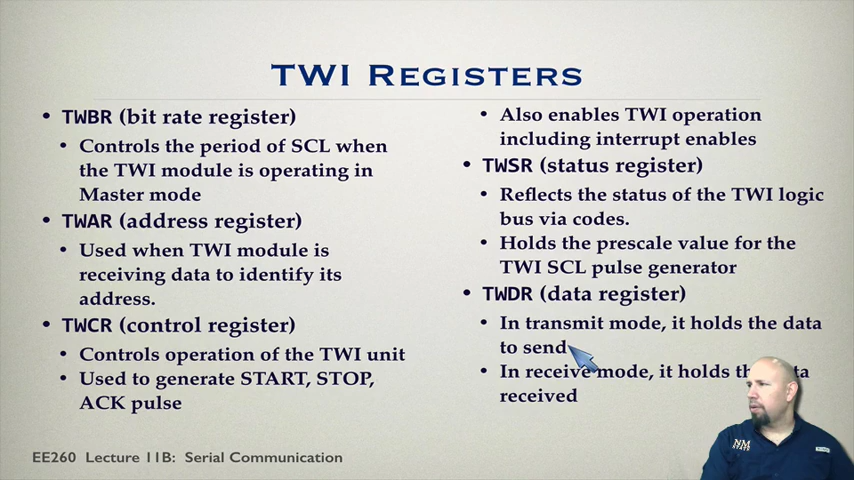 TWI Registers
• TWBR (bit rate register)
• Controls the period of SCL when
the TWI module is operating in
Master mode
• TWAR (address register)
• Used when TWI module is
receiving data to identify its
address.
• TWCR (control register)
• Controls operation of the TWI unit
• Used to generate START, STOP,
ACK pulse
• Also enables TWI operation
including interrupt enables
• TWSR (status register)
• Reflects the status of the TWI logic
bus via codes.
• Holds the prescale value for the
TWI SCL pulse generator
• TWDR (data register)
• In transmit mode, it holds the data
to send
• In receive mode, it holds
received
EE260 Lecture 11B: Serial Communication
NM
STATE